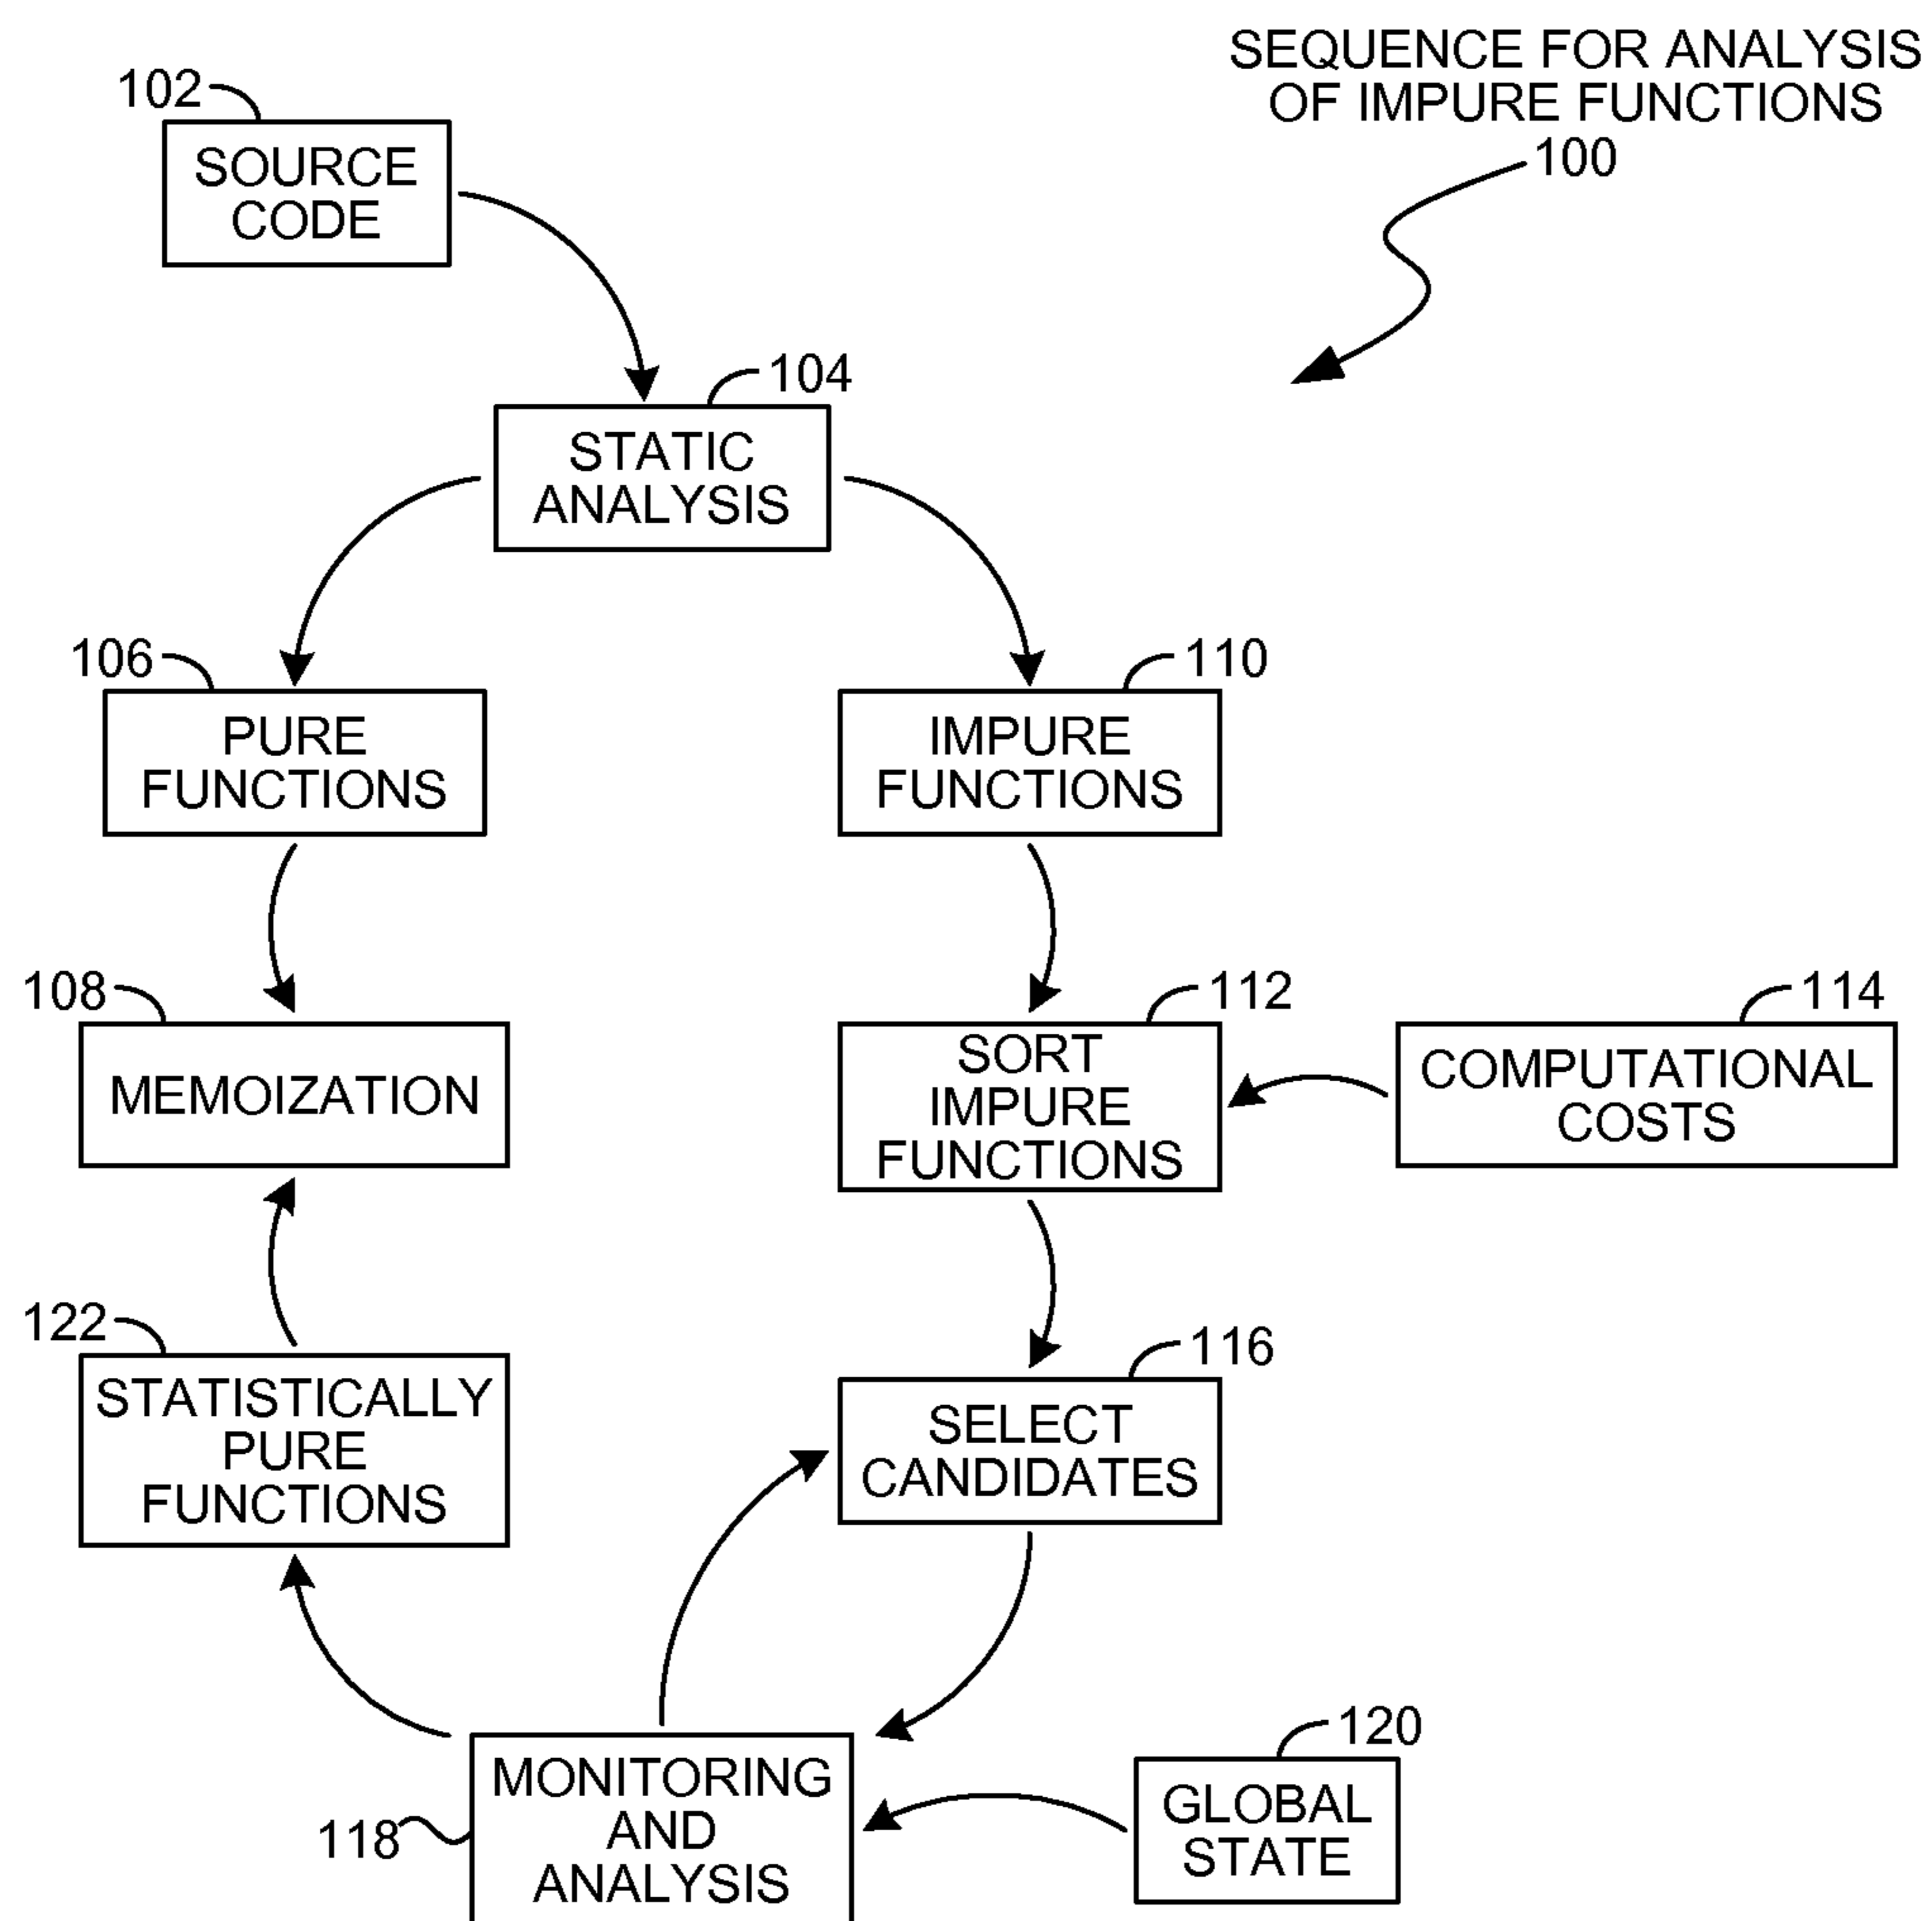 SEQUENCE FOR ANALYSIS
OF IMPURE FUNCTIONS
100
102
SOURCE
CODE
104
STATIC
ANALYSIS
106
PURE
FUNCTIONS
110
IMPURE
FUNCTIONS
108
MEMOIZATION
112
SORT
IMPURE
FUNCTIONS
114
COMPUTATIONAL
COSTS
122
STATISTICALLY
PURE
FUNCTIONS
116
SELECT
CANDIDATES
118
MONITORING
AND
ANALYSIS
120
GLOBAL
STATE